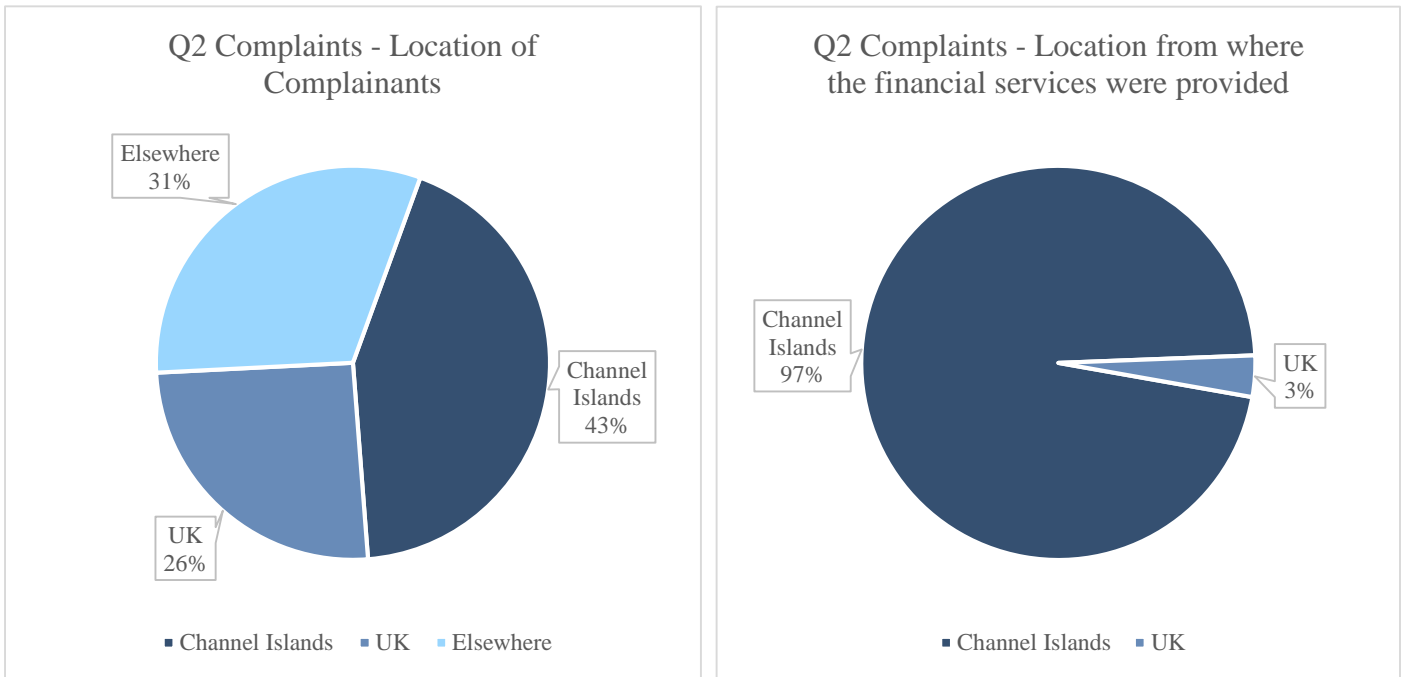 Q2 Complaints - Location of
Complainants
Elsewhere
31%
Channel
Islands
43%
UK
26%
Channel Islands
UK
Elsewhere
Q2 Complaints - Location from where
the financial services were provided
Channel
Islands
97%
UK
3%
Channel Islands
UK